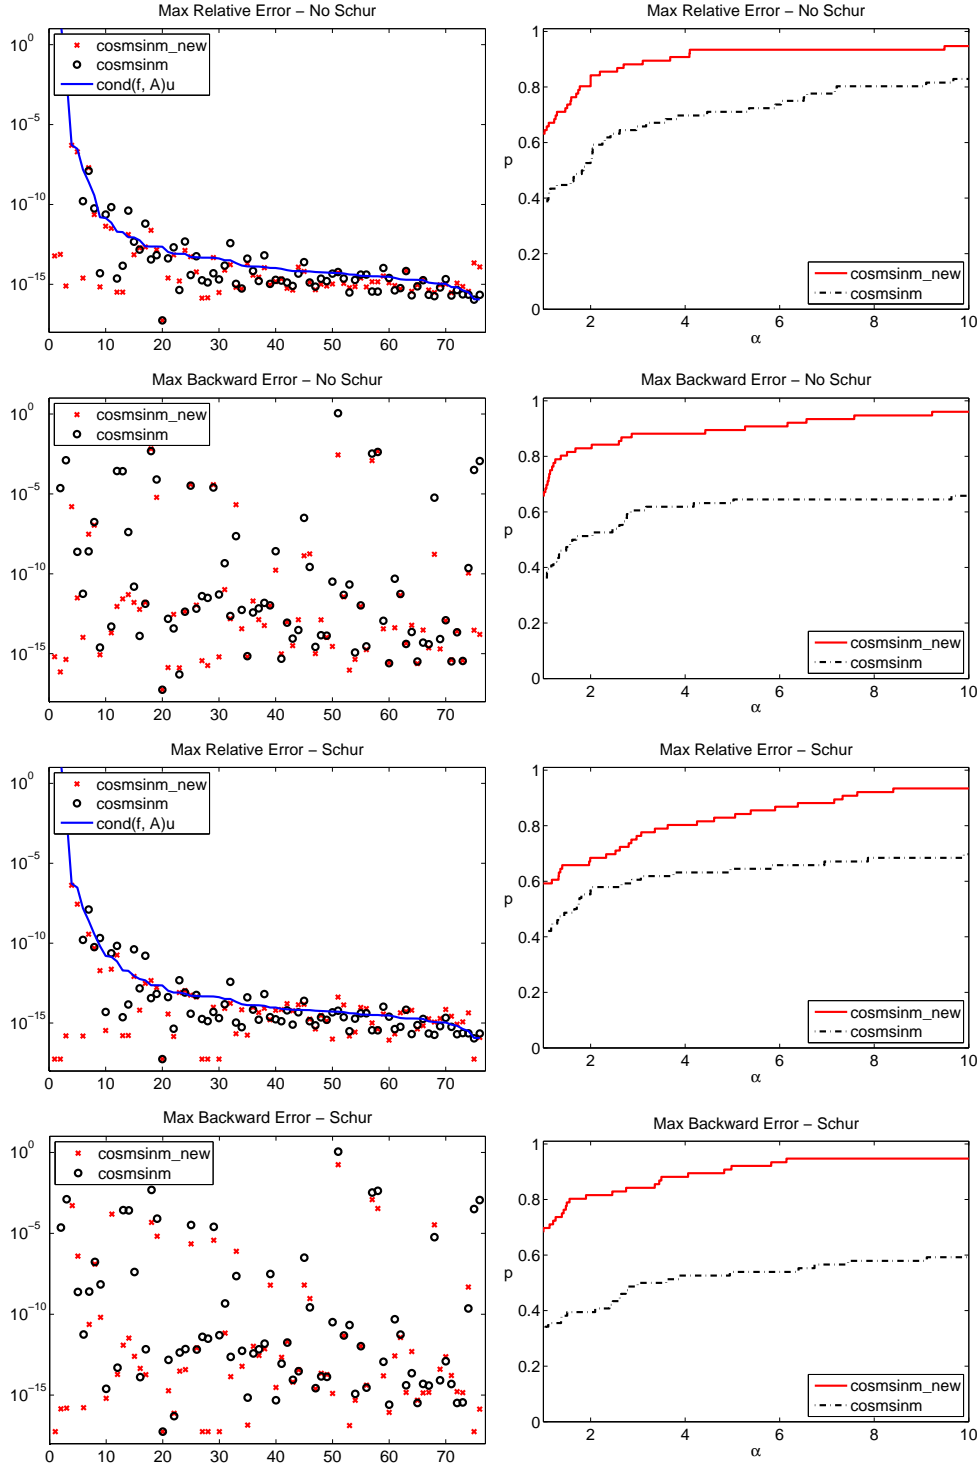 Max Relative Error – No Schur
10^0
10^−5
10^−10
10^−15
0 10 20 30 40 50 60 70
cosmsinm_new
cosmsinm
cond(f, A)u
Max Relative Error – No Schur
1
0.8
0.6
0.4
0.2
0
p
2 4 6 8 10
α
cosmsinm_new
cosmsinm
Max Backward Error – No Schur
10^0
10^−5
10^−10
10^−15
0 10 20 30 40 50 60 70
cosmsinm_new
cosmsinm
Max Backward Error – No Schur
1
0.8
0.6
0.4
0.2
0
p
2 4 6 8 10
α
cosmsinm_new
cosmsinm
Max Relative Error – Schur
10^0
10^−5
10^−10
10^−15
0 10 20 30 40 50 60 70
cosmsinm_new
cosmsinm
cond(f, A)u
Max Relative Error – Schur
1
0.8
0.6
0.4
0.2
0
p
2 4 6 8 10
α
cosmsinm_new
cosmsinm
Max Backward Error – Schur
10^0
10^−5
10^−10
10^−15
0 10 20 30 40 50 60 70
cosmsinm_new
cosmsinm
Max Backward Error – Schur
1
0.8
0.6
0.4
0.2
0
p
2 4 6 8 10
α
cosmsinm_new
cosmsinm